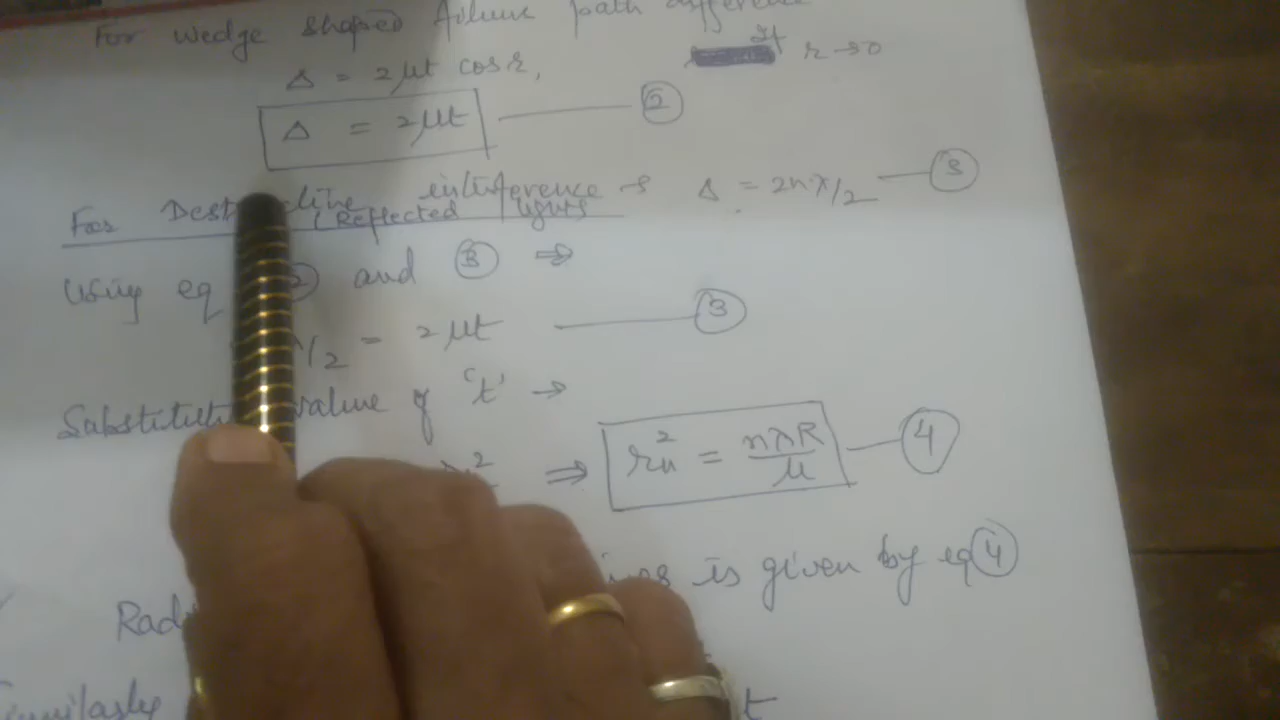 For wedge shaped film path difference
Δ = 2μt cos r, If r → 0
Δ = 2μt — ②
For Destructive interference → Δ = 2nλ/2 — ③
(Reflected light)
Using eq ② and ③ ⇒
λ/2 = 2μt — ③
Substituting value of 't' →
⇒ rₙ² = nλR/μ — ④
is given by eq ④
Similarly t